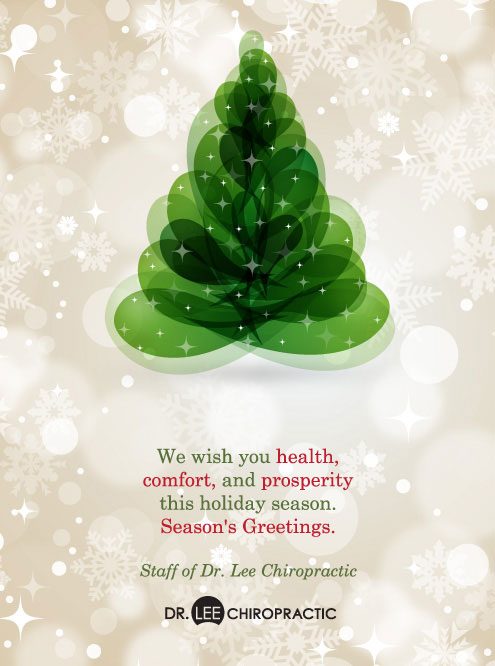 We wish you health,
comfort, and prosperity
this holiday season.
Season's Greetings.
Staff of Dr. Lee Chiropractic
DR. LEE CHIROPRACTIC